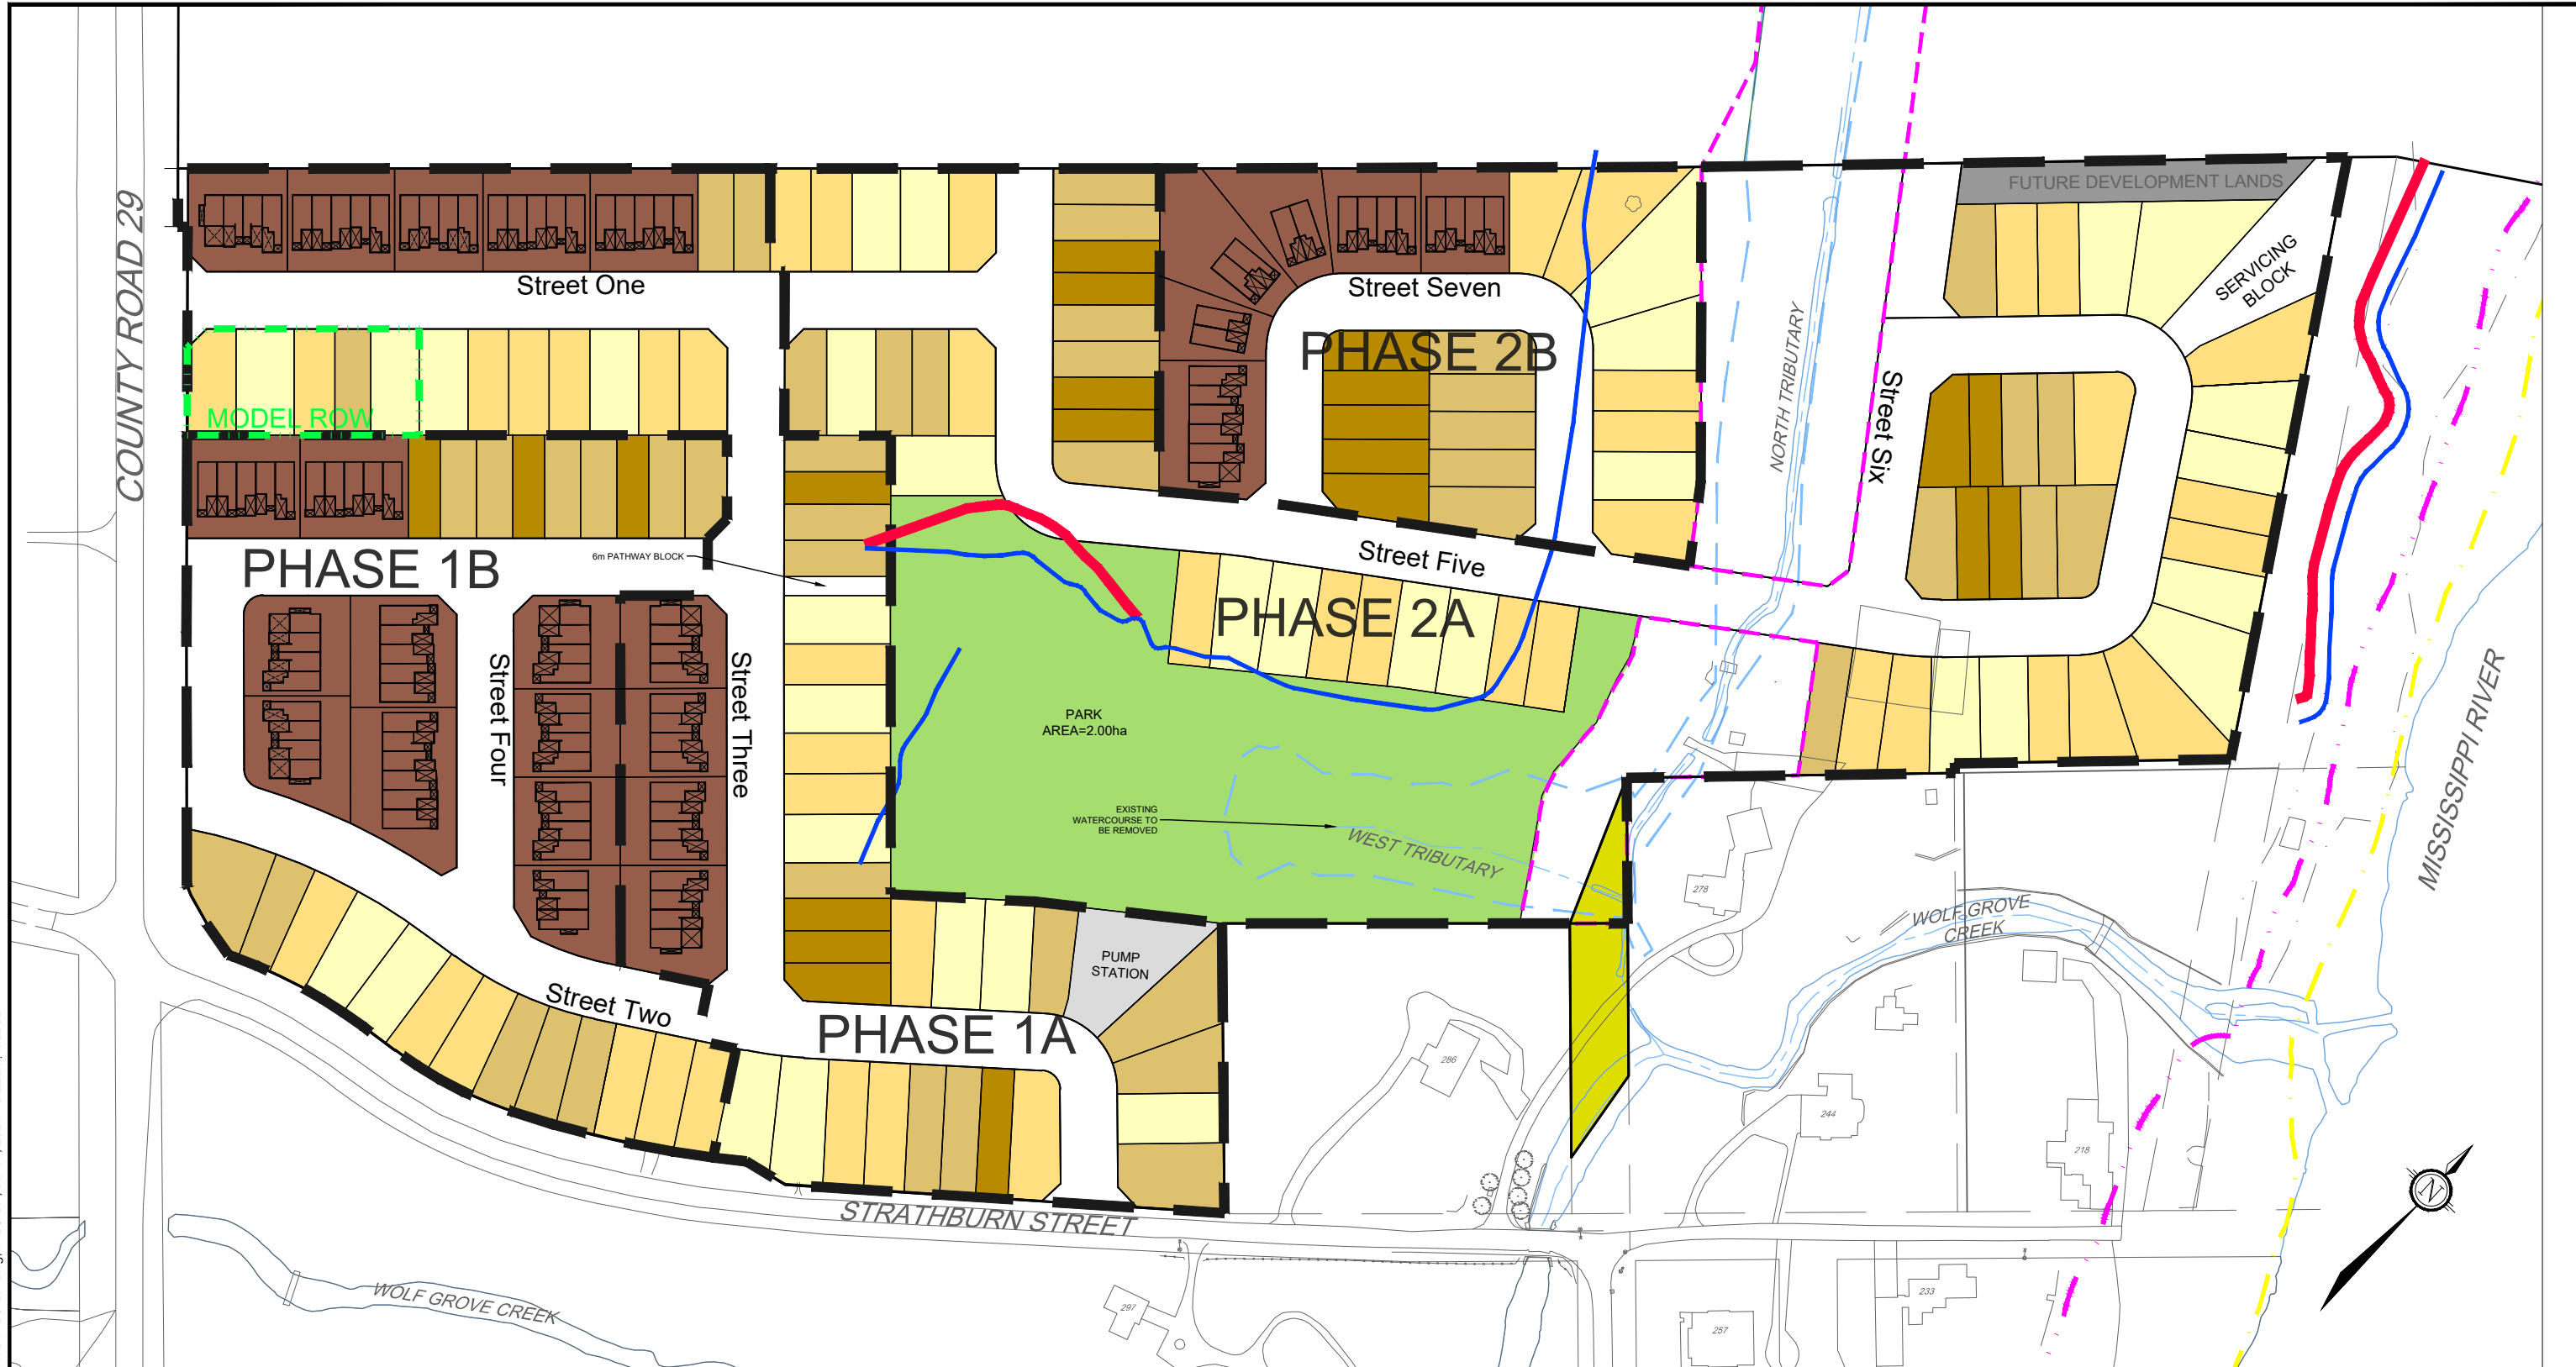 COUNTY ROAD 29
Street One
MODEL ROW
PHASE 1B
6m PATHWAY BLOCK
Street Four
Street Three
Street Two
PHASE 1A
STRATHBURN STREET
WOLF GROVE CREEK
Street Seven
PHASE 2B
Street Five
PHASE 2A
PARK
AREA=2.00ha
EXISTING
WATERCOURSE TO
BE REMOVED
WEST TRIBUTARY
PUMP
STATION
NORTH TRIBUTARY
Street Six
FUTURE DEVELOPMENT LANDS
SERVICING
BLOCK
MISSISSIPPI RIVER
WOLF GROVE
CREEK
278
286
244
218
297
257
233
N